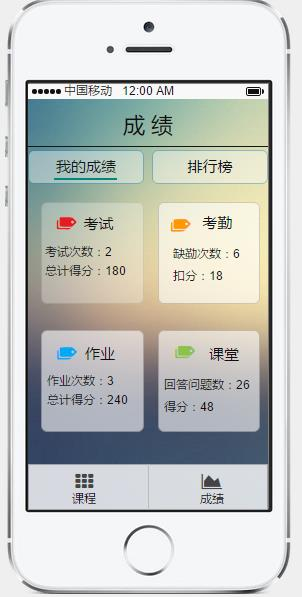 中国移动 12:00 AM
成绩
我的成绩 排行榜
考试
考试次数：2
总计得分：180
考勤
缺勤次数：6
扣分：18
作业
作业次数：3
总计得分：240
课堂
回答问题数：26
得分：48
课程 成绩